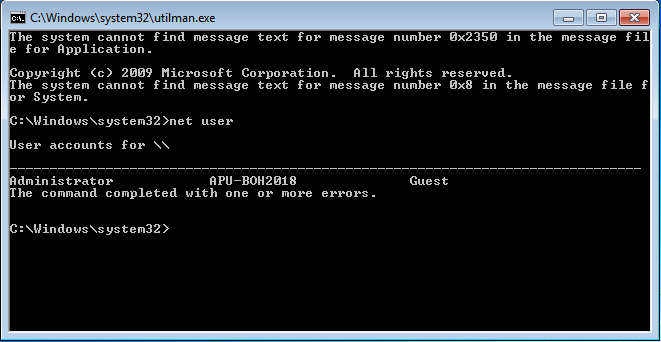 C:\Windows\system32\utilman.exe
The system cannot find message text for message number 0x2350 in the message fil
e for Application.
Copyright (c) 2009 Microsoft Corporation.  All rights reserved.
The system cannot find message text for message number 0x8 in the message file f
or System.
C:\Windows\system32>net user
User accounts for \\
-------------------------------------------------------------------------------
Administrator            APU-BOH2018              Guest
The command completed with one or more errors.
C:\Windows\system32>